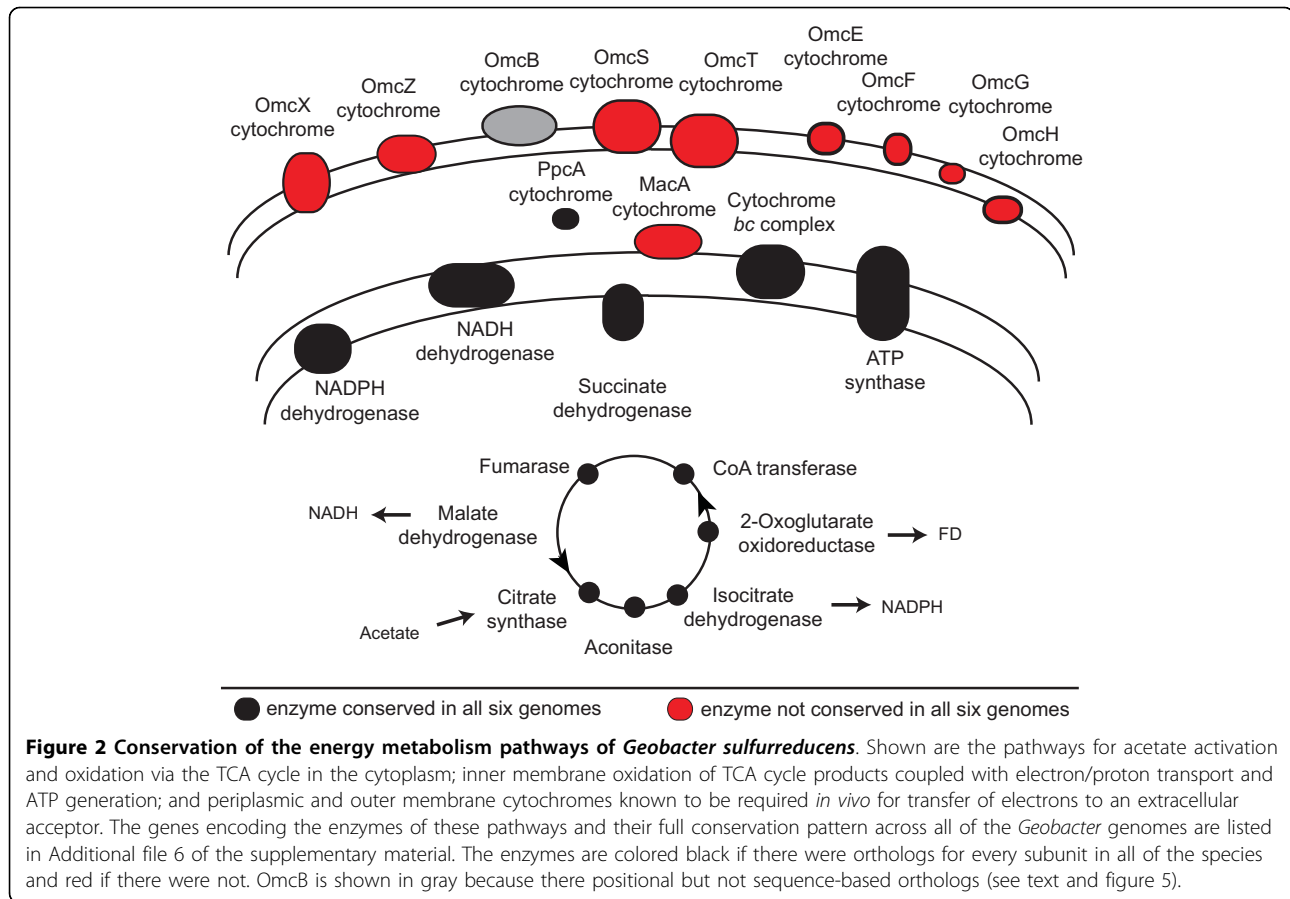 OmcX
cytochrome
OmcZ
cytochrome
OmcB
cytochrome
OmcS
cytochrome
OmcT
cytochrome
OmcE
cytochrome
OmcF
cytochrome
OmcG
cytochrome
OmcH
cytochrome
PpcA
cytochrome
MacA
cytochrome
Cytochrome
bc complex
NADPH
dehydrogenase
NADH
dehydrogenase
Succinate
dehydrogenase
ATP
synthase
Fumarase
CoA transferase
NADH
Malate
dehydrogenase
2-Oxoglutarate
oxidoreductase
FD
Citrate
synthase
Acetate
Isocitrate
dehydrogenase
NADPH
Aconitase
enzyme conserved in all six genomes
enzyme not conserved in all six genomes
Figure 2 Conservation of the energy metabolism pathways of Geobacter sulfurreducens. Shown are the pathways for acetate activation
and oxidation via the TCA cycle in the cytoplasm; inner membrane oxidation of TCA cycle products coupled with electron/proton transport and
ATP generation; and periplasmic and outer membrane cytochromes known to be required in vivo for transfer of electrons to an extracellular
acceptor. The genes encoding the enzymes of these pathways and their full conservation pattern across all of the Geobacter genomes are listed
in Additional file 6 of the supplementary material. The enzymes are colored black if there were orthologs for every subunit in all of the species
and red if there were not. OmcB is shown in gray because there positional but not sequence-based orthologs (see text and figure 5).